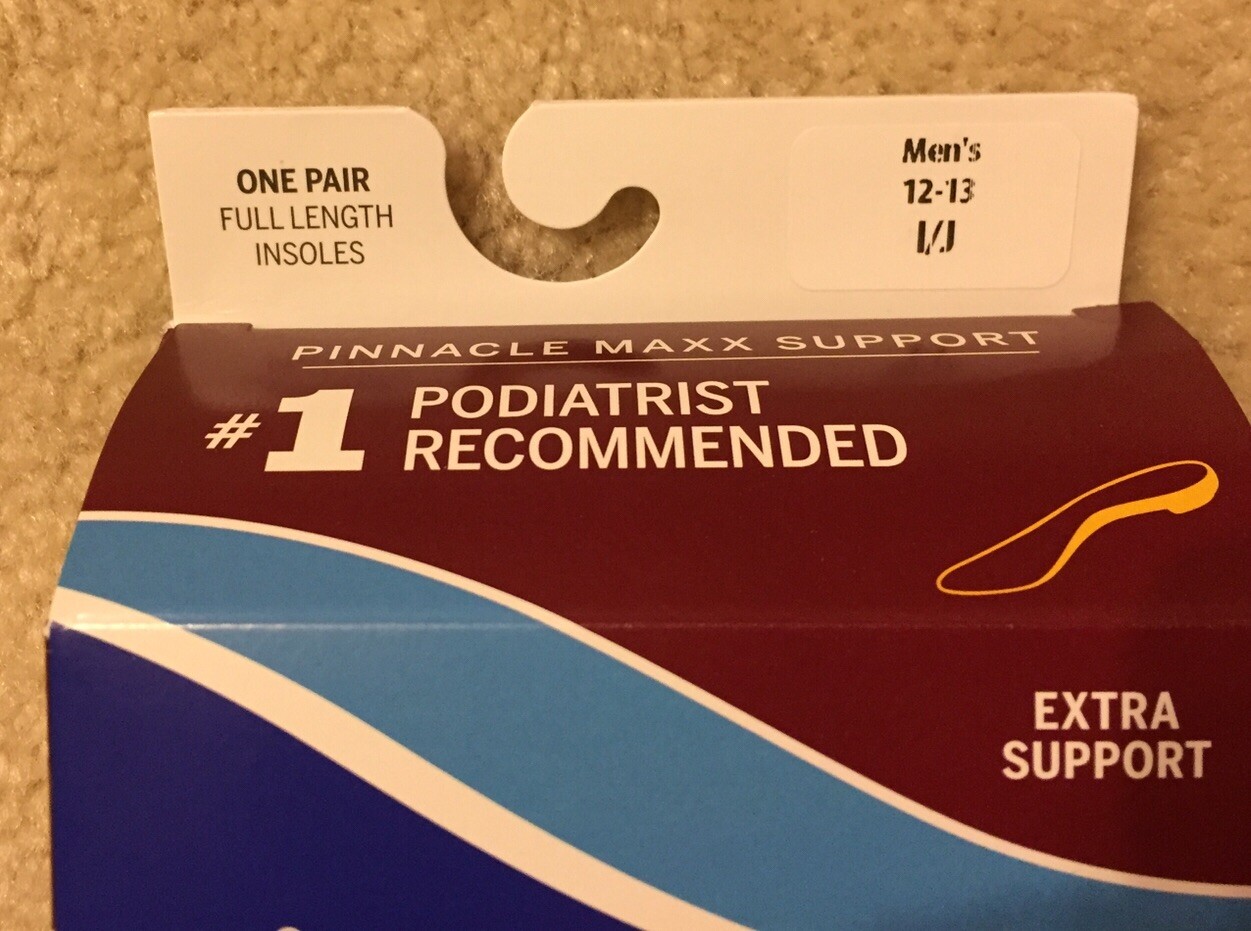 ONE PAIR
FULL LENGTH
INSOLES
Men's
12-13
I/J
PINNACLE MAXX SUPPORT
#1 PODIATRIST
RECOMMENDED
EXTRA
SUPPORT